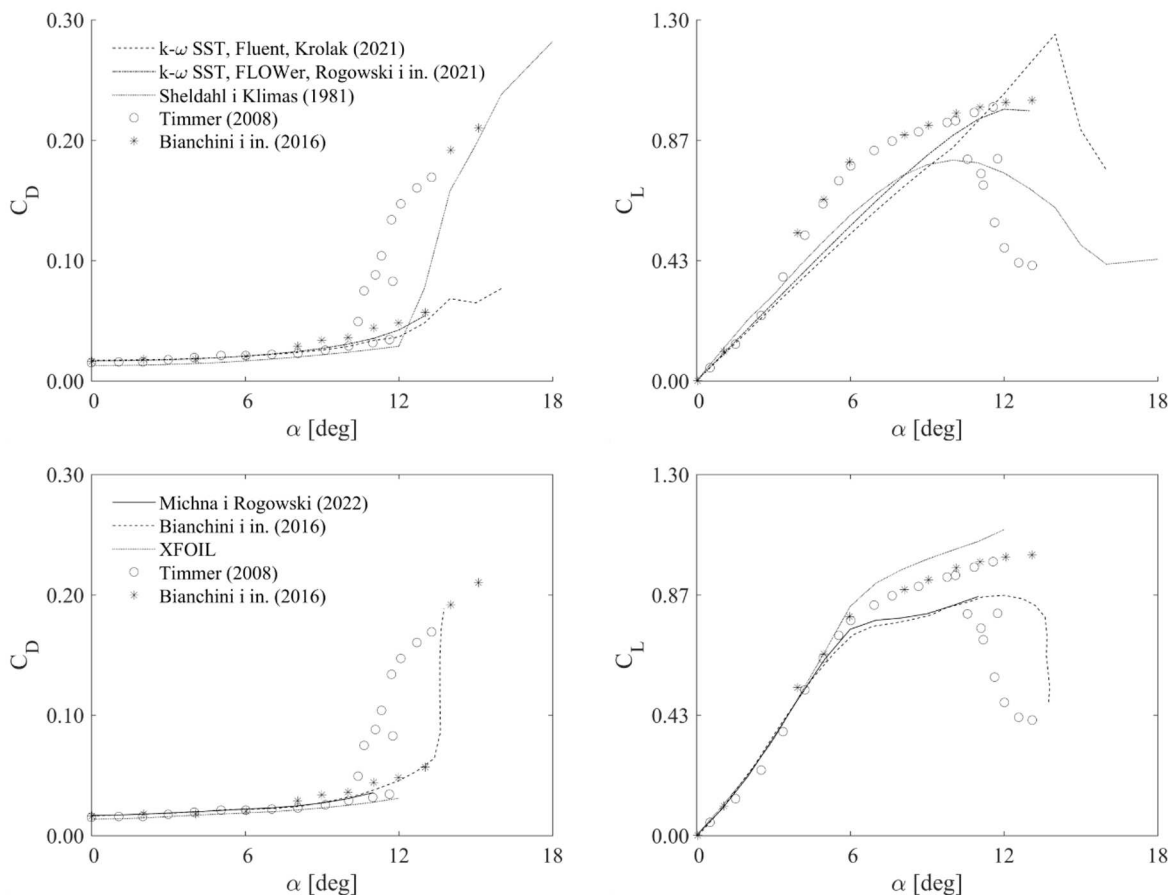 0.30
k-ω SST, Fluent, Krolak (2021)
k-ω SST, FLOWer, Rogowski i in. (2021)
Sheldahl i Klimas (1981)
Timmer (2008)
Bianchini i in. (2016)
0.20
C_D
0.10
0.00
0 6 12 18
α [deg]
1.30
0.87
C_L
0.43
0.00
0 6 12 18
α [deg]
0.30
Michna i Rogowski (2022)
Bianchini i in. (2016)
XFOIL
Timmer (2008)
Bianchini i in. (2016)
0.20
C_D
0.10
0.00
0 6 12 18
α [deg]
1.30
0.87
C_L
0.43
0.00
0 6 12 18
α [deg]